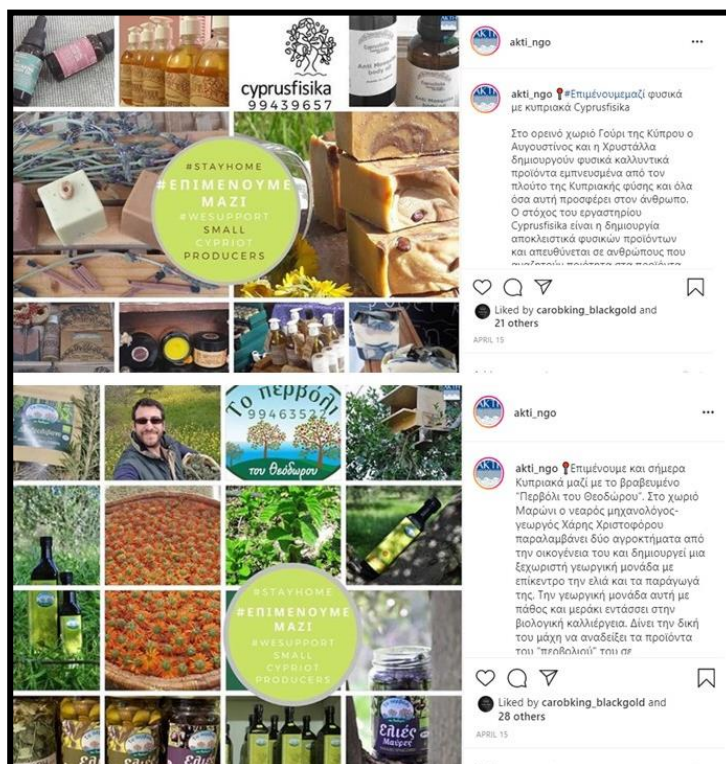 cyprusfisika
99439657
#STAYHOME
#ΕΠΙΜΕΝΟΥΜΕ
ΜΑΖΙ
#WESUPPORT
SMALL
CYPRIOT
PRODUCERS
akti_ngo
akti_ngo 📍#Επιμένουμεμαζί φυσικά
με κυπριακά Cyprusfisika
Στο ορεινό χωριό Γούρι της Κύπρου ο
Αυγουστίνος και η Χρυστάλλα
δημιουργούν φυσικά καλλυντικά
προϊόντα εμπνευσμένα από τον
πλούτο της Κυπριακής φύσης και όλα
όσα αυτή προσφέρει στον άνθρωπο.
Ο στόχος του εργαστηρίου
Cyprusfisika είναι η δημιουργία
αποκλειστικά φυσικών προϊόντων
και απευθύνεται σε ανθρώπους που
αναζητούν ποιότητα στα προϊόντα
Liked by carobking_blackgold and
21 others
APRIL 15
Το περβόλι
99463527
του Θεόδωρου
#STAYHOME
#ΕΠΙΜΕΝΟΥΜΕ
ΜΑΖΙ
#WESUPPORT
SMALL
CYPRIOT
PRODUCERS
ελιές
Μαύρες
akti_ngo
akti_ngo 📍Επιμένουμε και σήμερα
Κυπριακά μαζί με το βραβευμένο
"Περβόλι του Θεοδώρου". Στο χωριό
Μαρώνι ο νεαρός μηχανολόγος-
γεωργός Χάρης Χριστοφόρου
παραλαμβάνει δύο αγροκτήματα από
την οικογένεια του και δημιουργεί μια
ξεχωριστή γεωργική μονάδα με
επίκεντρο την ελιά και τα παράγωγά
της. Την γεωργική μονάδα αυτή με
πάθος και μεράκι εντάσσει στην
βιολογική καλλιέργεια. Δίνει την δική
του μάχη να αναδείξει τα προϊόντα
του "περβολιού" του σε
Liked by carobking_blackgold and
28 others
APRIL 15